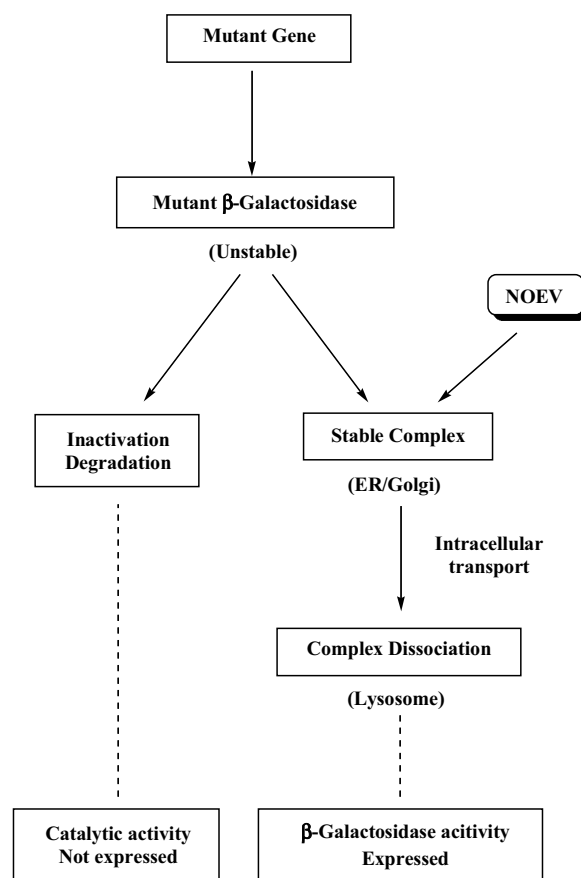 Mutant Gene
Mutant β-Galactosidase
(Unstable)
NOEV
Inactivation
Degradation
Stable Complex
(ER/Golgi)
Intracellular
transport
Complex Dissociation
(Lysosome)
Catalytic activity
Not expressed
β-Galactosidase acitivity
Expressed